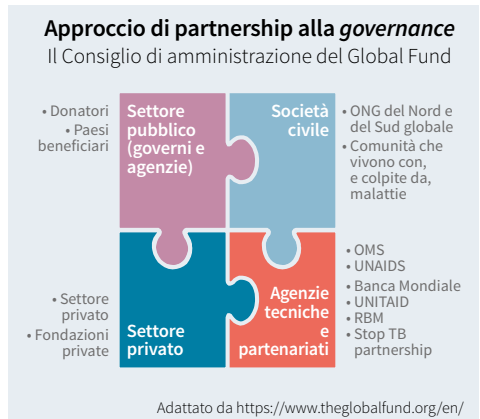 Approccio di partnership alla governance
Il Consiglio di amministrazione del Global Fund
• Donatori
• Paesi
beneficiari
Settore
pubblico
(governi e
agenzie)
Società
civile
• ONG del Nord e
del Sud globale
• Comunità che
vivono con,
e colpite da,
malattie
• Settore
privato
• Fondazioni
private
Settore
privato
Agenzie
tecniche
e
partenariati
• OMS
• UNAIDS
• Banca Mondiale
• UNITAID
• RBM
• Stop TB
partnership
Adattato da https://www.theglobalfund.org/en/